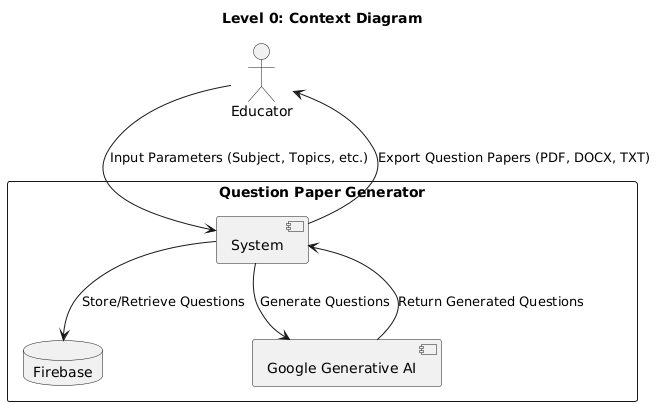 Level 0: Context Diagram
Educator
Input Parameters (Subject, Topics, etc.)
Export Question Papers (PDF, DOCX, TXT)
Question Paper Generator
System
Store/Retrieve Questions
Generate Questions
Return Generated Questions
Firebase
Google Generative AI